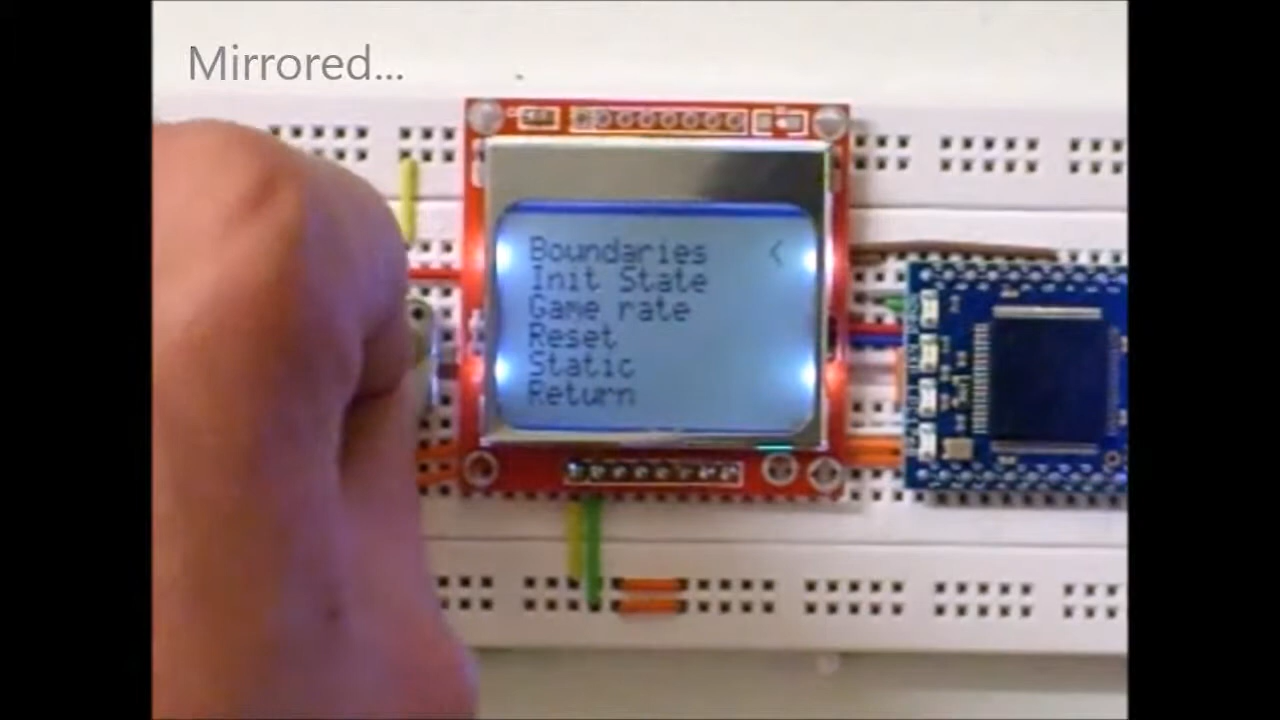 Mirrored...
Boundaries <
Init State
Game rate
Reset
Static
Return